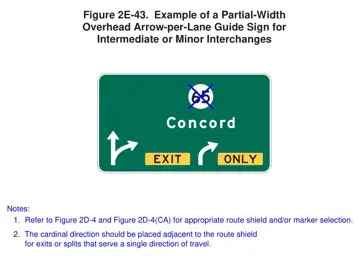 Figure 2E-43. Example of a Partial-Width
Overhead Arrow-per-Lane Guide Sign for
Intermediate or Minor Interchanges
65
Concord
EXIT ONLY
Notes:
1. Refer to Figure 2D-4 and Figure 2D-4(CA) for appropriate route shield and/or marker selection.
2. The cardinal direction should be placed adjacent to the route shield
for exits or splits that serve a single direction of travel.